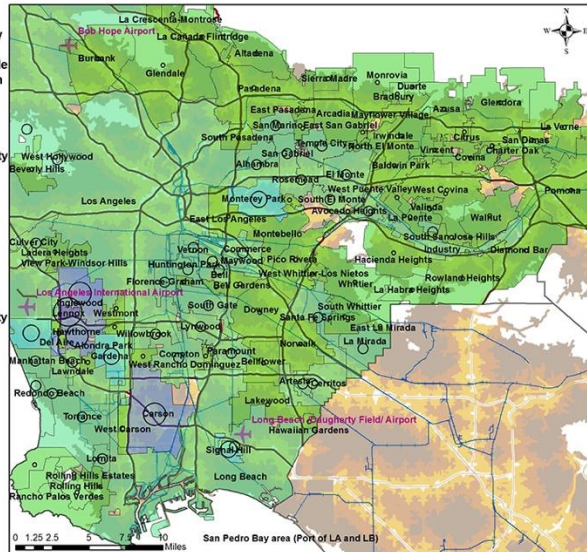 La Crescenta-Montrose
Bob Hope Airport
La Cañada Flintridge
Burbank
Altadena
Glendale
Sierra Madre
Monrovia
Duarte
Pasadena
Bradbury
East Pasadena
Arcadia
Mayflower Village
Azusa
Glendora
San Marino
East San Gabriel
South Pasadena
Temple City
Irwindale
Citrus
La Verne
San Gabriel
North El Monte
Vincent
San Dimas
Charter Oak
West Hollywood
Alhambra
Baldwin Park
Covina
Beverly Hills
Rosemead
El Monte
West Puente Valley
West Covina
Pomona
Los Angeles
Monterey Park
South El Monte
Valinda
Avocado Heights
La Puente
Walnut
East Los Angeles
Montebello
South San Jose Hills
Culver City
Vernon
Commerce
Industry
Diamond Bar
Ladera Heights
Maywood
Pico Rivera
Hacienda Heights
View Park-Windsor Hills
Huntington Park
Bell
West Whittier-Los Nietos
Florence-Graham
Bell Gardens
Whittier
Rowland Heights
Los Angeles International Airport
La Habra Heights
Inglewood
South Gate
Downey
South Whittier
Lennox
Westmont
Santa Fe Springs
Hawthorne
Willowbrook
Lynwood
East La Mirada
Del Aire
Alondra Park
Norwalk
La Mirada
Manhattan Beach
Gardena
Compton
Paramount
Lawndale
West Rancho Dominguez
Bellflower
Artesia
Cerritos
Redondo Beach
Lakewood
Torrance
Carson
Long Beach /Daugherty Field/ Airport
West Carson
Hawaiian Gardens
Signal Hill
Lomita
Rolling Hills Estates
Long Beach
Rolling Hills
Rancho Palos Verdes
San Pedro Bay area (Port of LA and LB)
0 1.25 2.5 5 7.5 10
Miles
N
W E
S